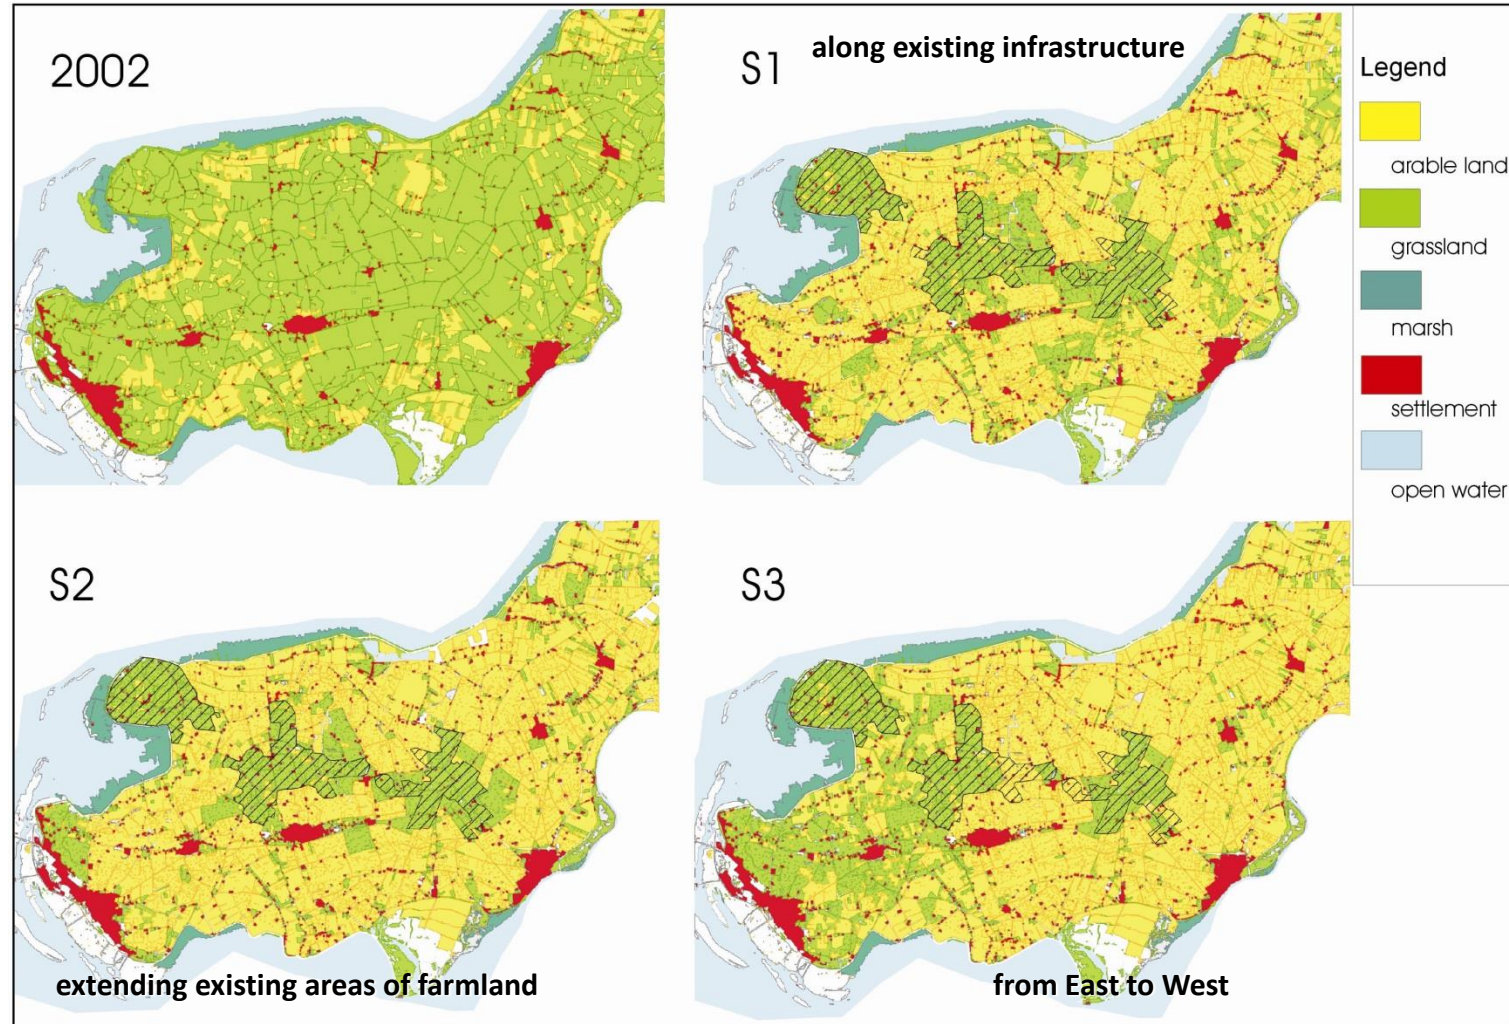 2002
S1
along existing infrastructure
Legend
arable land
grassland
marsh
settlement
open water
S2
extending existing areas of farmland
S3
from East to West